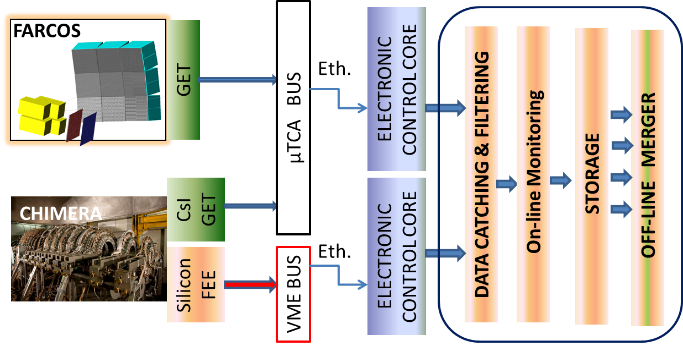 FARCOS
GET
µTCA BUS
Eth.
ELECTRONIC
CONTROL CORE
DATA CATCHING & FILTERING
On-line Monitoring
STORAGE
OFF-LINE MERGER
CHIMERA
CsI
GET
Silicon
FEE
VME BUS
Eth.
ELECTRONIC
CONTROL CORE